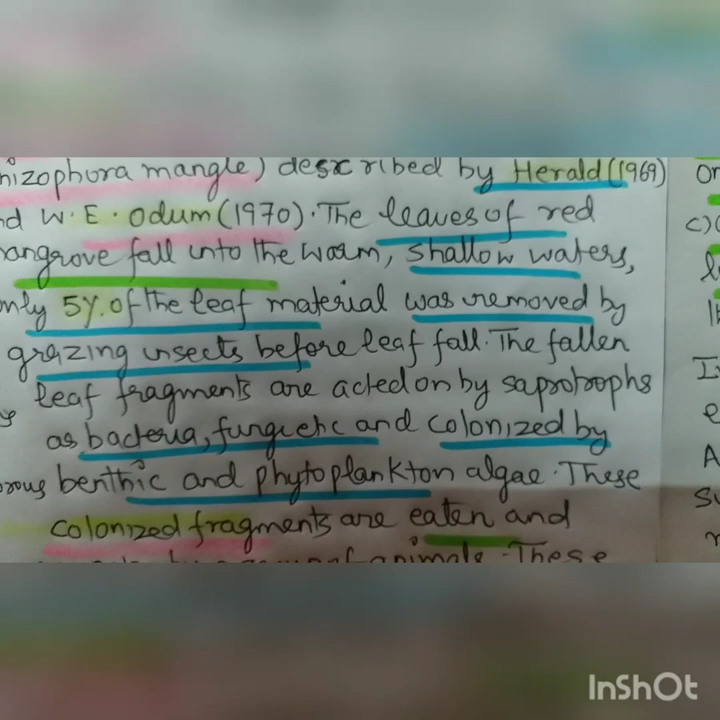 hizophora mangle) described by Herald (1969)
nd W.E. Odum (1970). The leaves of red
angrove fall into the warm, shallow waters,
only 5% of the leaf material was removed by
grazing insects before leaf fall. The fallen
leaf fragments are acted on by saprotrophs
as bacteria, fungi etc and colonized by
benthic and phytoplankton algae. These
colonized fragments are eaten and
animals. These
InShOt